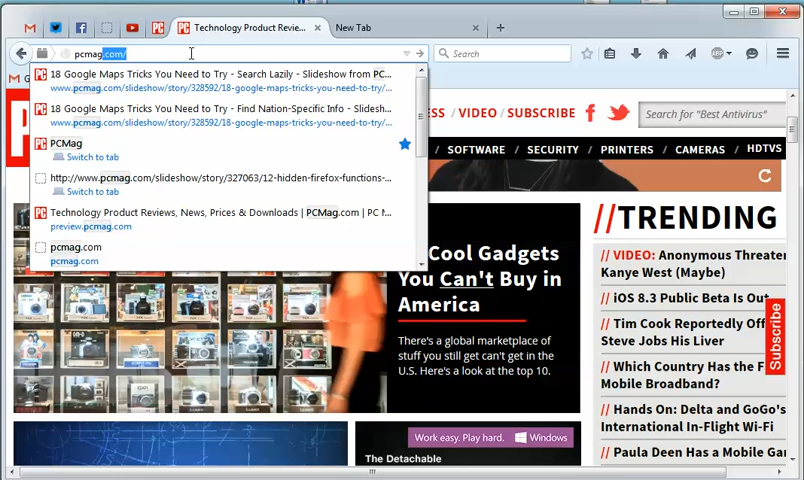 Technology Product Revie...
New Tab
pcmag.com/
Search
18 Google Maps Tricks You Need to Try - Search Lazily - Slideshow from PC...
www.pcmag.com/slideshow/story/328592/18-google-maps-tricks-you-need-to-try/...
18 Google Maps Tricks You Need to Try - Find Nation-Specific Info - Slidesh...
www.pcmag.com/slideshow/story/328592/18-google-maps-tricks-you-need-to-try/...
PCMag
Switch to tab
http://www.pcmag.com/slideshow/story/327063/12-hidden-firefox-functions-...
Switch to tab
Technology Product Reviews, News, Prices & Downloads | PCMag.com | PC M...
preview.pcmag.com
pcmag.com
pcmag.com
ESS / VIDEO / SUBSCRIBE
Search for "Best Antivirus"
SOFTWARE SECURITY PRINTERS CAMERAS HDTVS
Cool Gadgets
You Can't Buy in
America
There's a global marketplace of
stuff you still get can't get in the
U.S. Here's a look at the top 10.
//TRENDING
// VIDEO: Anonymous Threaten
Kanye West (Maybe)
// iOS 8.3 Public Beta Is Out
// Tim Cook Reportedly Off
Steve Jobs His Liver
// Which Country Has the F
Mobile Broadband?
// Hands On: Delta and GoGo's
International In-Flight Wi-Fi
// Paula Deen Has a Mobile Ga
Subscribe
Work easy. Play hard. Windows
The Detachable